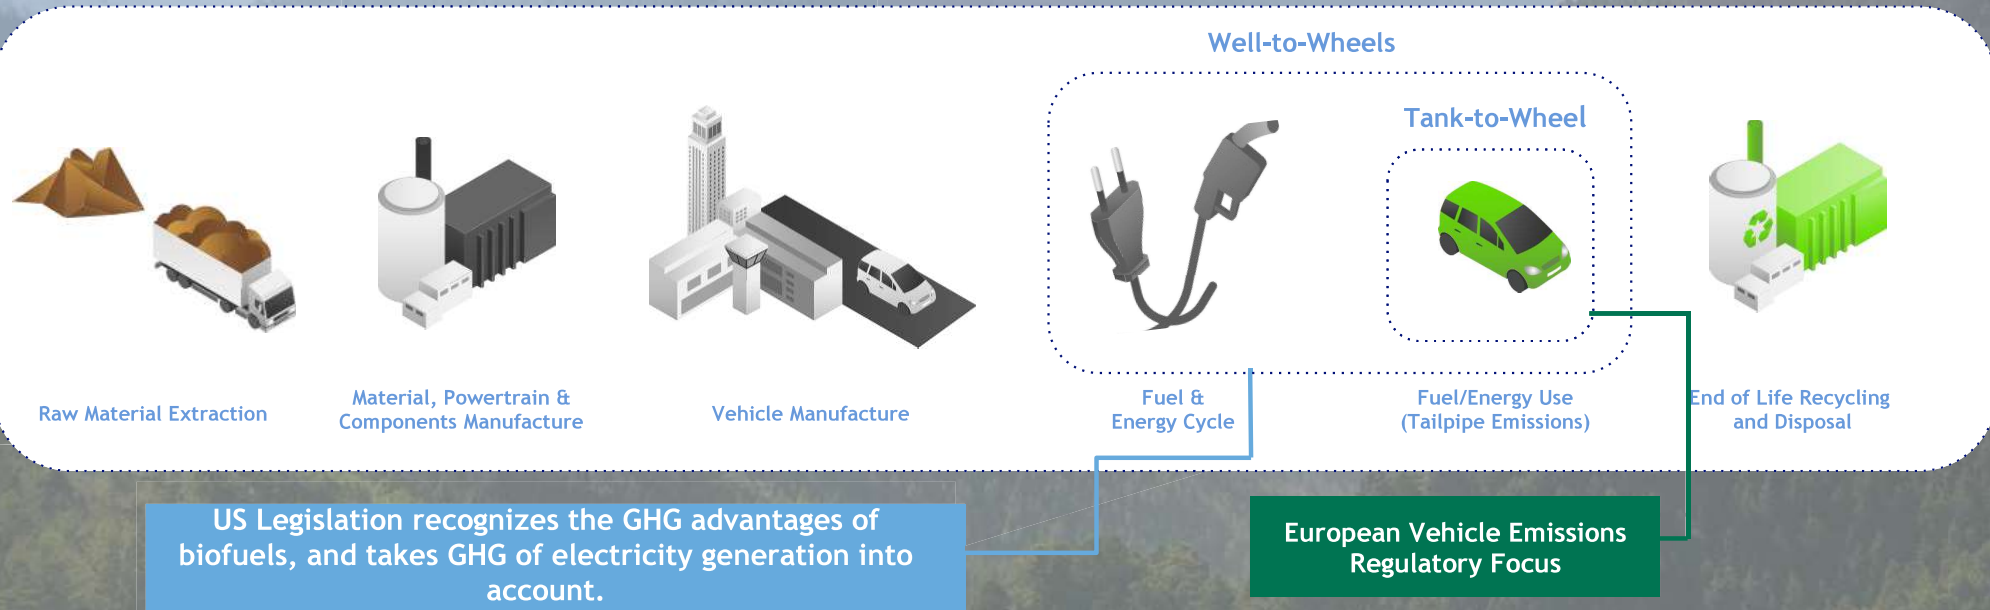 Well-to-Wheels
Tank-to-Wheel
Raw Material Extraction
Material, Powertrain &
Components Manufacture
Vehicle Manufacture
Fuel &
Energy Cycle
Fuel/Energy Use
(Tailpipe Emissions)
End of Life Recycling
and Disposal
US Legislation recognizes the GHG advantages of
biofuels, and takes GHG of electricity generation into
account.
European Vehicle Emissions
Regulatory Focus